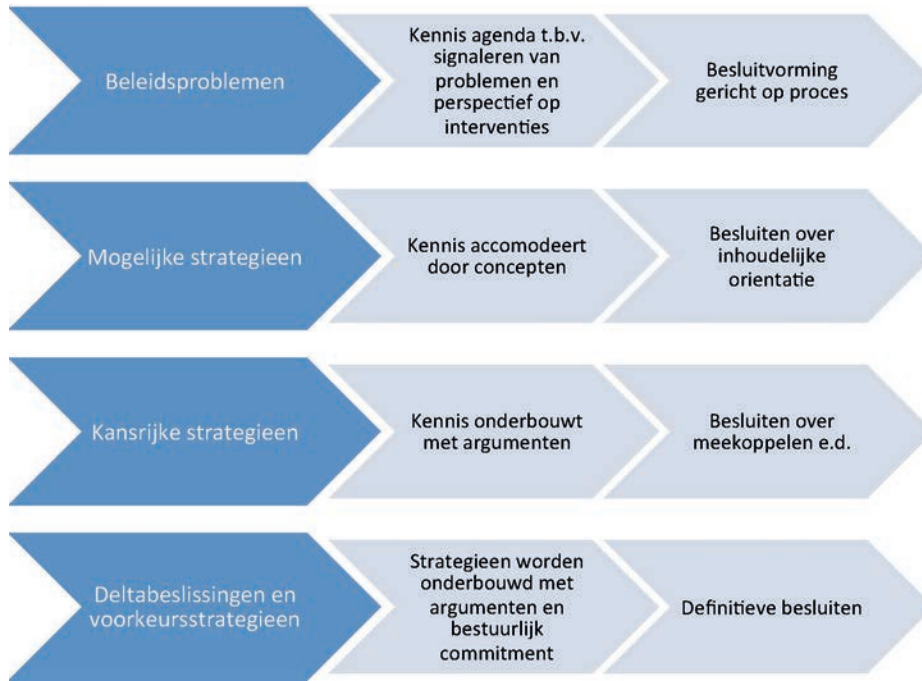 Beleidsproblemen
Kennis agenda t.b.v.
signaleren van
problemen en
perspectief op
interventies
Besluitvorming
gericht op proces
Mogelijke strategieen
Kennis accomodeert
door concepten
Besluiten over
inhoudelijke
orientatie
Kansrijke strategieen
Kennis onderbouwt
met argumenten
Besluiten over
meekoppelen e.d.
Deltabeslissingen en
voorkeursstrategieen
Strategieen worden
onderbouwd met
argumenten en
bestuurlijk
commitment
Definitieve besluiten